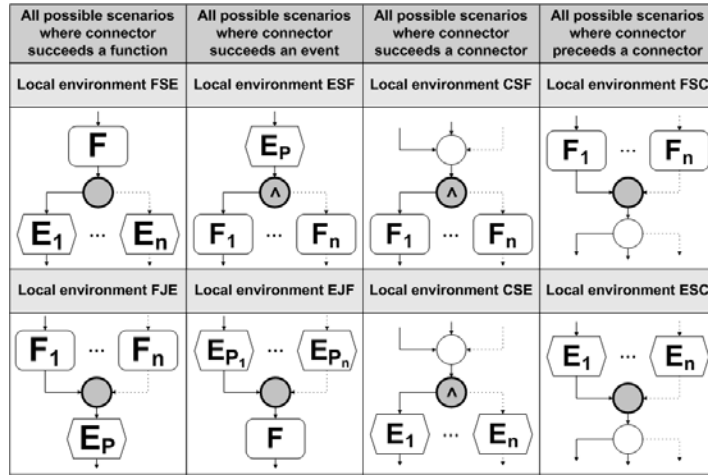 All possible scenarios
where connector
succeeds a function
All possible scenarios
where connector
succeeds an event
All possible scenarios
where connector
succeeds a connector
All possible scenarios
where connector
preceeds a connector
Local environment FSE
Local environment ESF
Local environment CSF
Local environment FSC
F
E1 ... En
EP
∧
F1 ... Fn
∧
F1 ... Fn
F1 ... Fn
Local environment FJE
Local environment EJF
Local environment CSE
Local environment ESC
F1 ... Fn
EP
EP1 ... EPn
F
∧
E1 ... En
E1 ... En